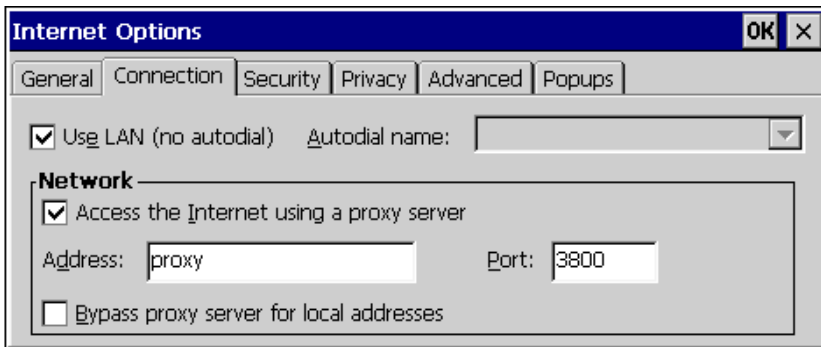 Internet Options OK ×
General Connection Security Privacy Advanced Popups
Use LAN (no autodial) Autodial name:
Network
Access the Internet using a proxy server
Address: proxy Port: 3800
Bypass proxy server for local addresses